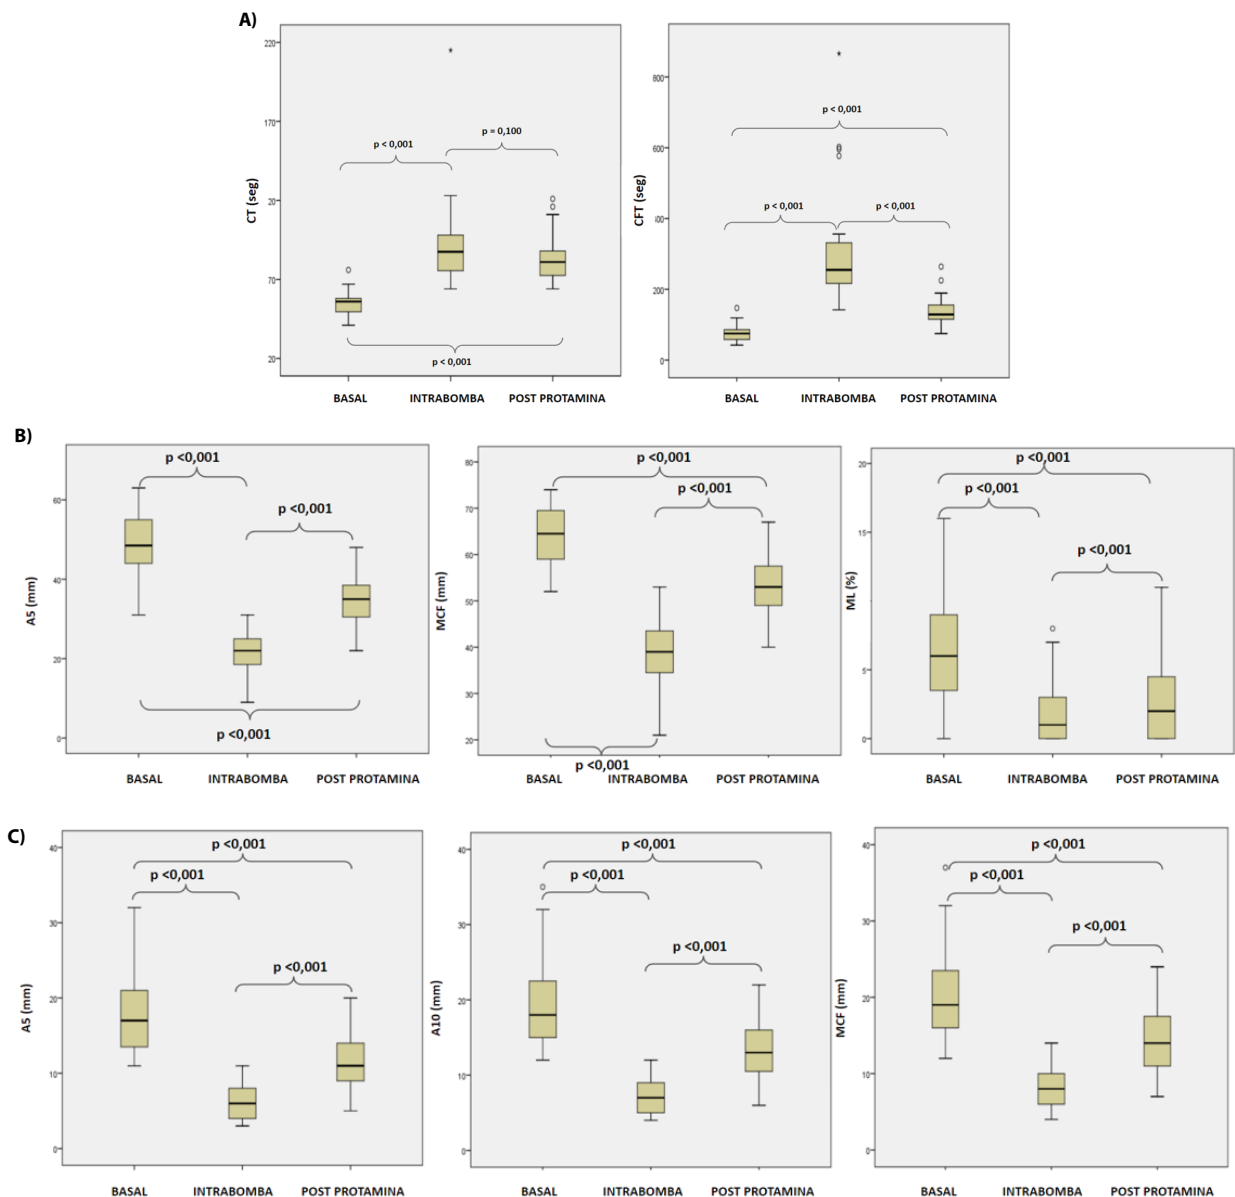 A)
220
170
20
70
20
CT (seg)
p < 0,001
p = 0,100
p < 0,001
BASAL INTRABOMBA POST PROTAMINA
800
600
200
0
CFT (seg)
p < 0,001
p < 0,001
p < 0,001
BASAL INTRABOMBA POST PROTAMINA
B)
60
40
20
0
A5 (mm)
p <0,001
p <0,001
p <0,001
BASAL INTRABOMBA POST PROTAMINA
80
70
60
50
40
30
20
MCF (mm)
p <0,001
p <0,001
p <0,001
BASAL INTRABOMBA POST PROTAMINA
20
15
5
0
ML (%)
p <0,001
p <0,001
p <0,001
BASAL INTRABOMBA POST PROTAMINA
C)
40
30
20
10
0
A5 (mm)
p <0,001
p <0,001
p <0,001
BASAL INTRABOMBA POST PROTAMINA
40
30
20
10
0
A10 (mm)
p <0,001
p <0,001
p <0,001
BASAL INTRABOMBA POST PROTAMINA
40
30
20
10
0
MCF (mm)
p <0,001
p <0,001
p <0,001
BASAL INTRABOMBA POST PROTAMINA